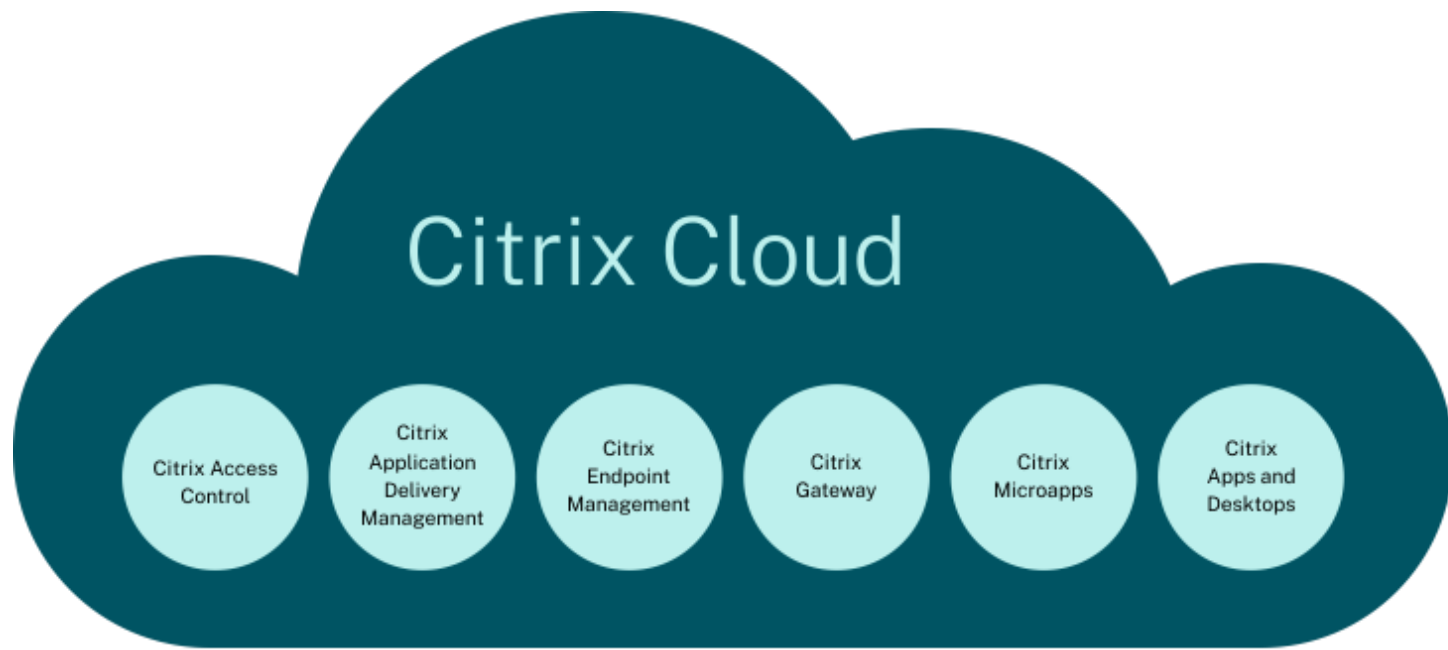 Citrix Cloud
Citrix Access
Control
Citrix
Application
Delivery
Management
Citrix
Endpoint
Management
Citrix
Gateway
Citrix
Microapps
Citrix
Apps and
Desktops